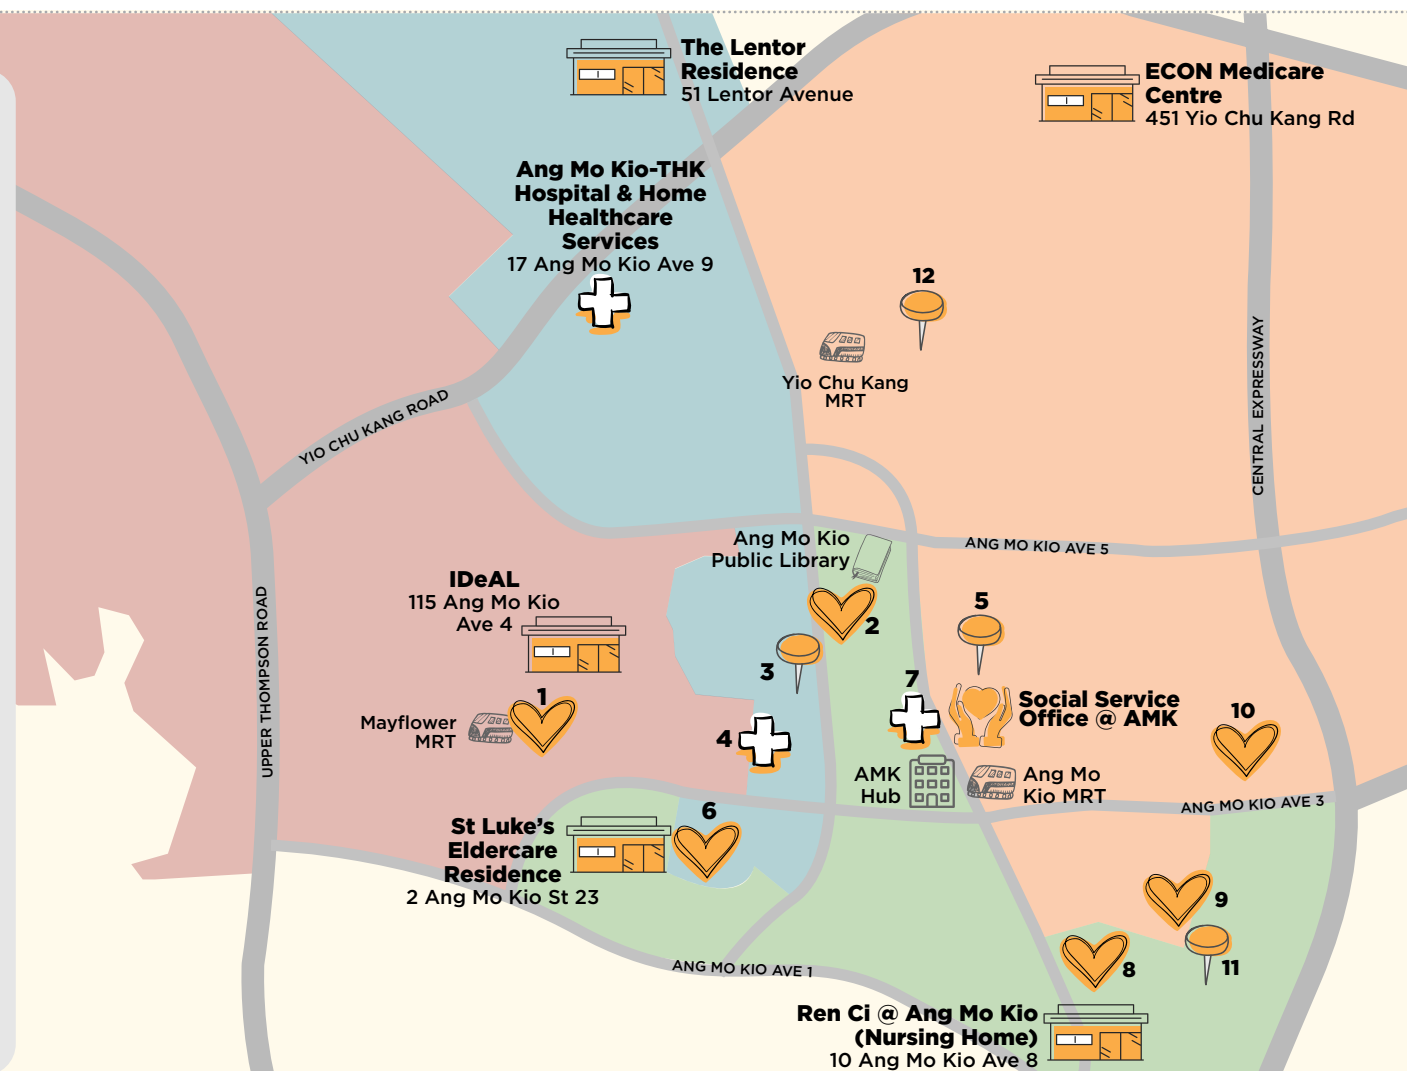 The Lentor
Residence
51 Lentor Avenue
ECON Medicare
Centre
451 Yio Chu Kang Rd
Ang Mo Kio-THK
Hospital & Home
Healthcare
Services
17 Ang Mo Kio Ave 9
12
Yio Chu Kang
MRT
CENTRAL EXPRESSWAY
YIO CHU KANG ROAD
ANG MO KIO AVE 5
Ang Mo Kio
Public Library
IDeAL
115 Ang Mo Kio
Ave 4
UPPER THOMPSON ROAD
2
5
3
7
1
Mayflower
MRT
4
Social Service
Office @ AMK
10
AMK
Hub
Ang Mo
Kio MRT
ANG MO KIO AVE 3
6
St Luke's
Eldercare
Residence
2 Ang Mo Kio St 23
9
8
11
ANG MO KIO AVE 1
Ren Ci @ Ang Mo Kio
(Nursing Home)
10 Ang Mo Kio Ave 8